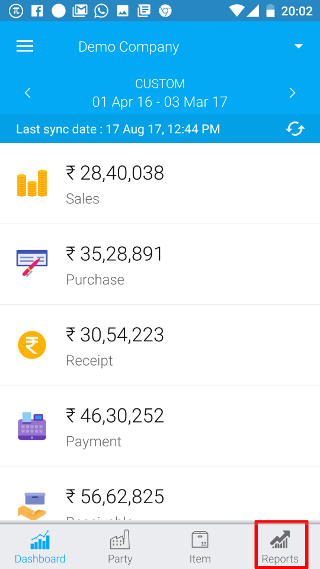 20:02
Demo Company
CUSTOM
01 Apr 16 - 03 Mar 17
Last sync date : 17 Aug 17, 12:44 PM
₹ 28,40,038
Sales
₹ 35,28,891
Purchase
₹ 30,54,223
Receipt
₹ 46,30,252
Payment
₹ 56,62,825
Receivable
Dashboard
Party
Item
Reports